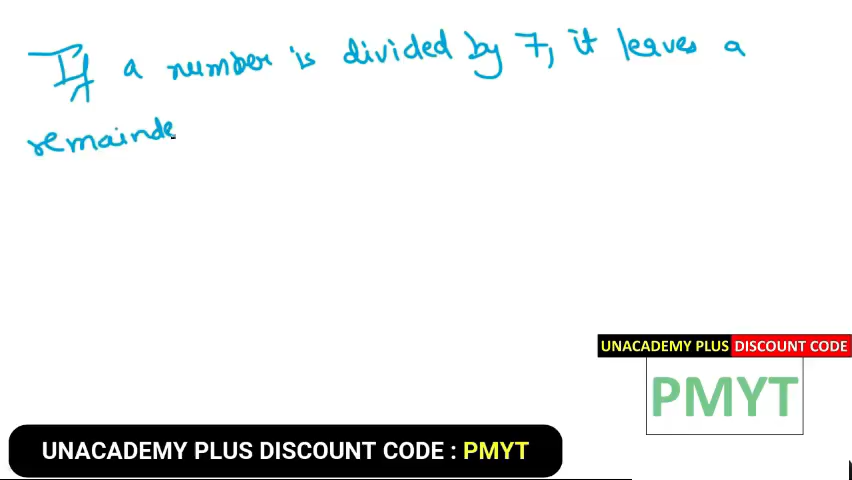 If a number is divided by 7, it leaves a
remainde
UNACADEMY PLUS DISCOUNT CODE
PMYT
UNACADEMY PLUS DISCOUNT CODE : PMYT